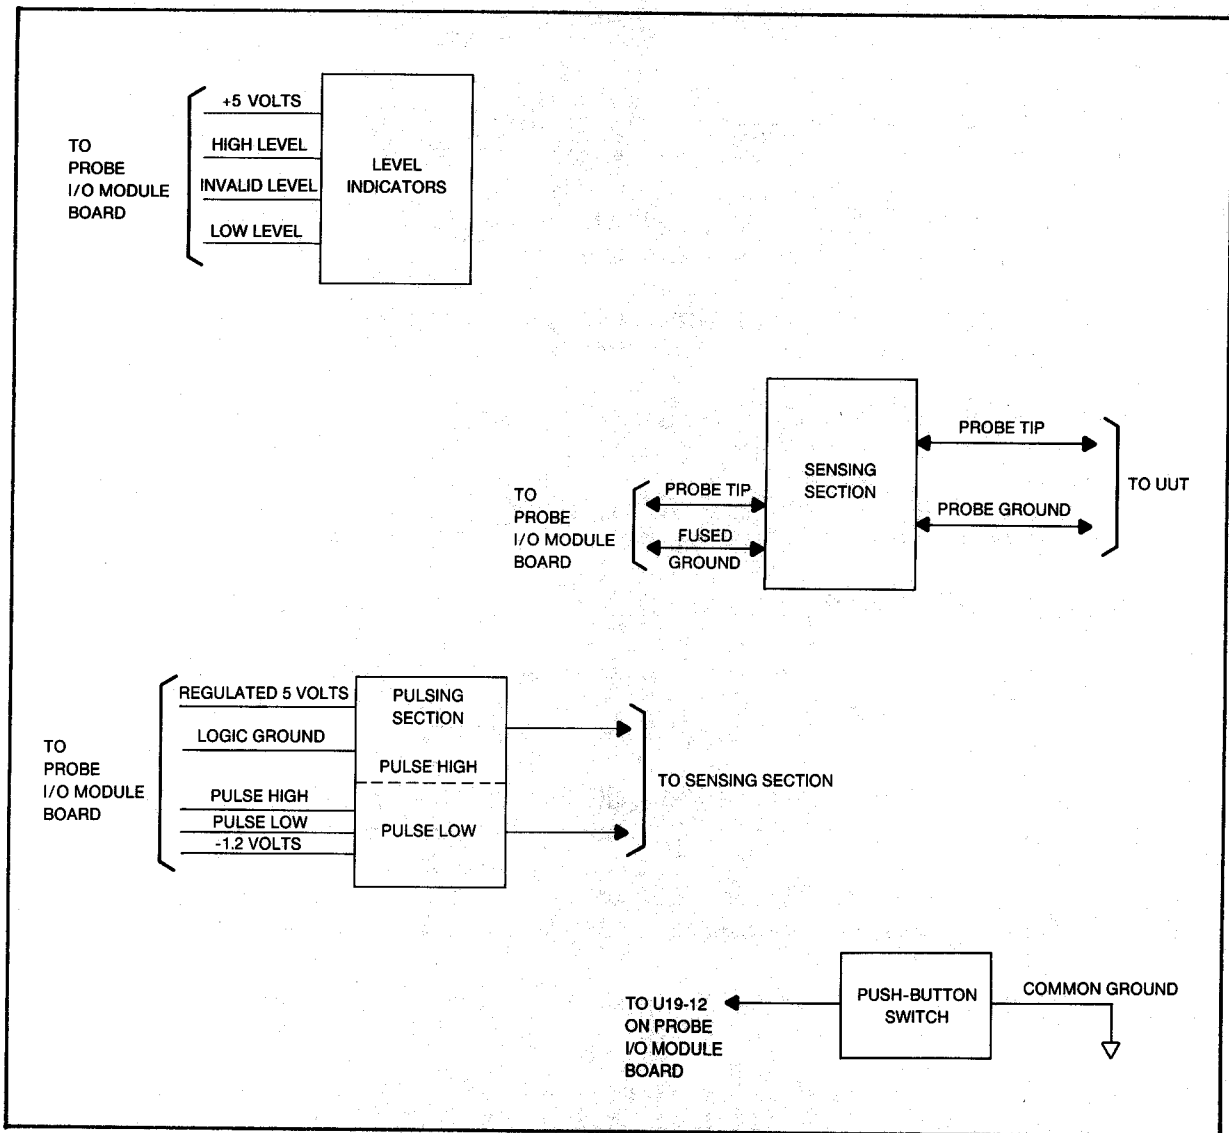 TO
PROBE
I/O MODULE
BOARD
+5 VOLTS
HIGH LEVEL
INVALID LEVEL
LOW LEVEL
LEVEL
INDICATORS
TO
PROBE
I/O MODULE
BOARD
PROBE TIP
FUSED
GROUND
SENSING
SECTION
PROBE TIP
PROBE GROUND
TO UUT
TO
PROBE
I/O MODULE
BOARD
REGULATED 5 VOLTS
LOGIC GROUND
PULSE HIGH
PULSE LOW
-1.2 VOLTS
PULSING
SECTION
PULSE HIGH
PULSE LOW
TO SENSING SECTION
TO U19-12
ON PROBE
I/O MODULE
BOARD
PUSH-BUTTON
SWITCH
COMMON GROUND